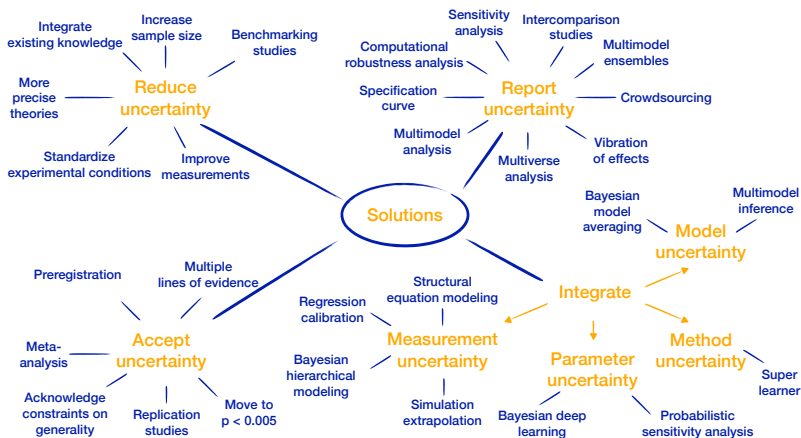 Integrate
existing knowledge
Increase
sample size
Benchmarking
studies
More
precise
theories
Reduce
uncertainty
Standardize
experimental conditions
Improve
measurements
Sensitivity
analysis
Intercomparison
studies
Computational
robustness analysis
Multimodel
ensembles
Specification
curve
Report
uncertainty
Crowdsourcing
Multimodel
analysis
Multiverse
analysis
Vibration
of effects
Solutions
Preregistration
Multiple
lines of evidence
Meta-
analysis
Accept
uncertainty
Acknowledge
constraints on
generality
Replication
studies
Move to
p < 0.005
Integrate
Bayesian
model
averaging
Multimodel
inference
Model
uncertainty
Structural
equation modeling
Regression
calibration
Measurement
uncertainty
Bayesian
hierarchical
modeling
Simulation
extrapolation
Parameter
uncertainty
Bayesian deep
learning
Probabilistic
sensitivity analysis
Method
uncertainty
Super
learner